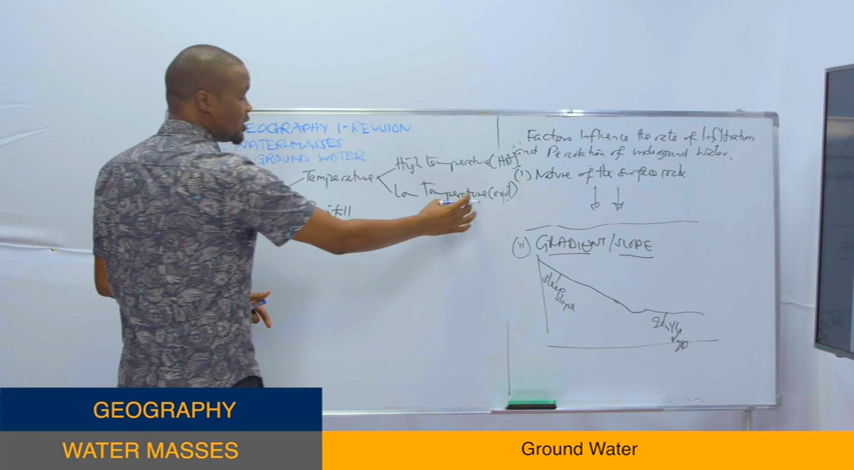 GEOGRAPHY 1-REVISION
WATER MASSES
GROUND WATER
Temperature
High temperature (Hot)
Low Temperature
Factors Influence the rate of Infiltration
and Percolation of underground Water.
(i) Nature of the surface rock
(ii) GRADIENT/SLOPE
steep
slope
GEOGRAPHY
WATER MASSES
Ground Water